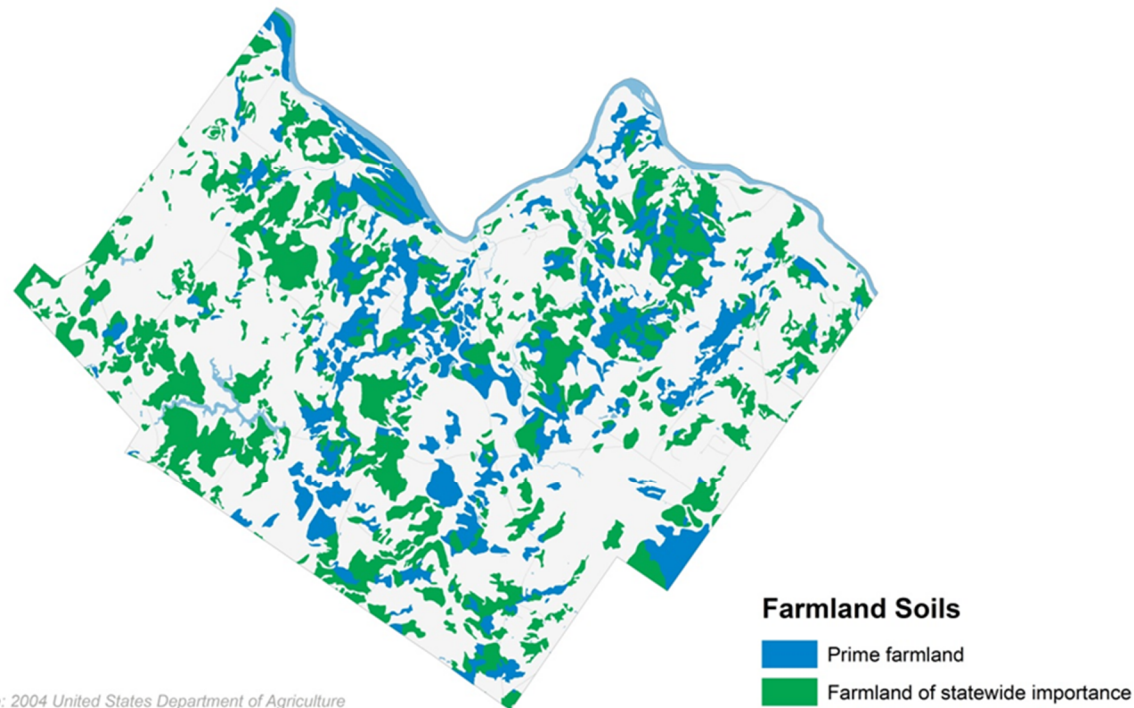 Farmland Soils
Prime farmland
Farmland of statewide importance
: 2004 United States Department of Agriculture